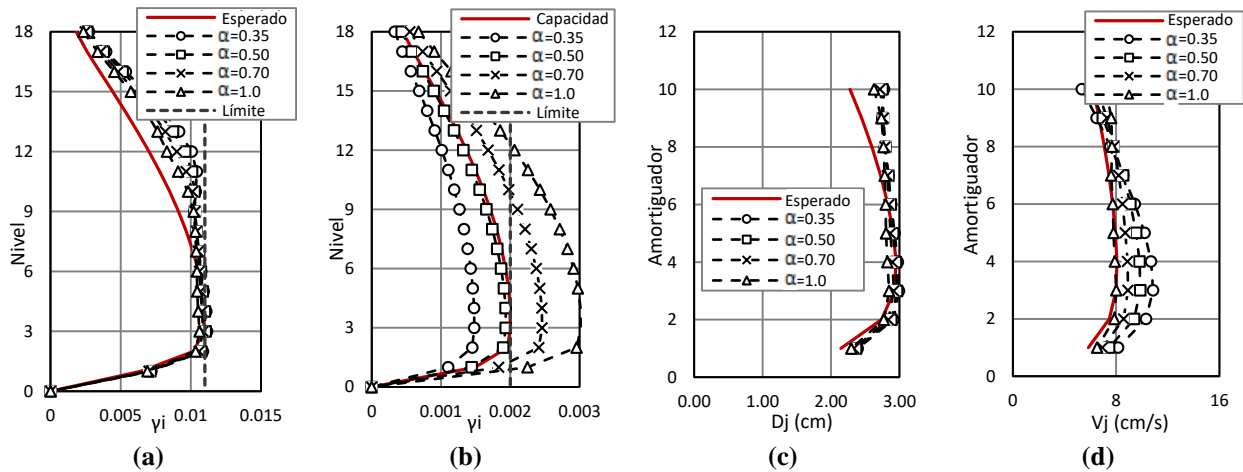 Esperado
α=0.35
α=0.50
α=0.70
α=1.0
Límite
18
15
12
9
6
3
0
Nivel
0
0.005
0.01
0.015
γi
(a)
Capacidad
α=0.35
α=0.50
α=0.70
α=1.0
Límite
18
15
12
9
6
3
0
Nivel
0
0.001
0.002
0.003
γi
(b)
Esperado
α=0.35
α=0.50
α=0.70
α=1.0
12
10
8
6
4
2
0
Amortiguador
0.00
1.00
2.00
3.00
Dj (cm)
(c)
Esperado
α=0.35
α=0.50
α=0.70
α=1.0
12
10
8
6
4
2
0
Amortiguador
0
8
16
Vj (cm/s)
(d)